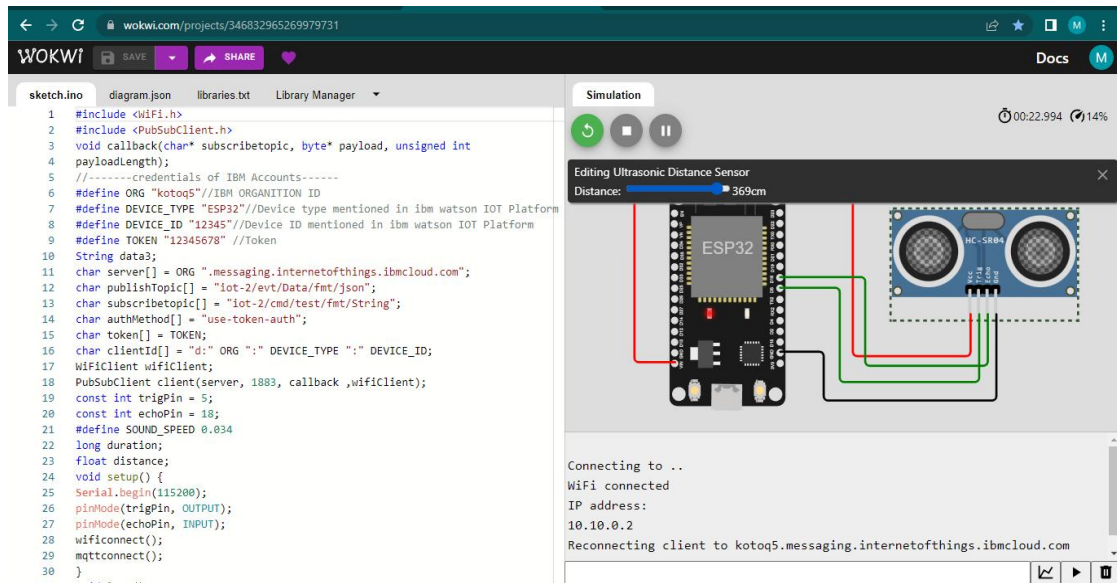 wokwi.com/projects/346832965269979731
M
WOKWi
SAVE
SHARE
Docs
M
sketch.ino
diagram.json
libraries.txt
Library Manager
Simulation
1 #include <WiFi.h>
2 #include <PubSubClient.h>
3 void callback(char* subscribetopic, byte* payload, unsigned int
4 payloadLength);
5 //-------credentials of IBM Accounts------
6 #define ORG "kotoq5"//IBM ORGANITION ID
7 #define DEVICE_TYPE "ESP32"//Device type mentioned in ibm watson IOT Platform
8 #define DEVICE_ID "12345"//Device ID mentioned in ibm watson IOT Platform
9 #define TOKEN "12345678" //Token
10 String data3;
11 char server[] = ORG ".messaging.internetofthings.ibmcloud.com";
12 char publishTopic[] = "iot-2/evt/Data/fmt/json";
13 char subscribetopic[] = "iot-2/cmd/test/fmt/String";
14 char authMethod[] = "use-token-auth";
15 char token[] = TOKEN;
16 char clientId[] = "d:" ORG ":" DEVICE_TYPE ":" DEVICE_ID;
17 WiFiClient wifiClient;
18 PubSubClient client(server, 1883, callback ,wifiClient);
19 const int trigPin = 5;
20 const int echoPin = 18;
21 #define SOUND_SPEED 0.034
22 long duration;
23 float distance;
24 void setup() {
25 Serial.begin(115200);
26 pinMode(trigPin, OUTPUT);
27 pinMode(echoPin, INPUT);
28 wificonnect();
29 mqttconnect();
30 }
00:22.994 14%
Editing Ultrasonic Distance Sensor
Distance: 369cm
ESP32
HC-SR04
Vcc
Trig
Echo
Gnd
Connecting to ..
WiFi connected
IP address:
10.10.0.2
Reconnecting client to kotoq5.messaging.internetofthings.ibmcloud.com